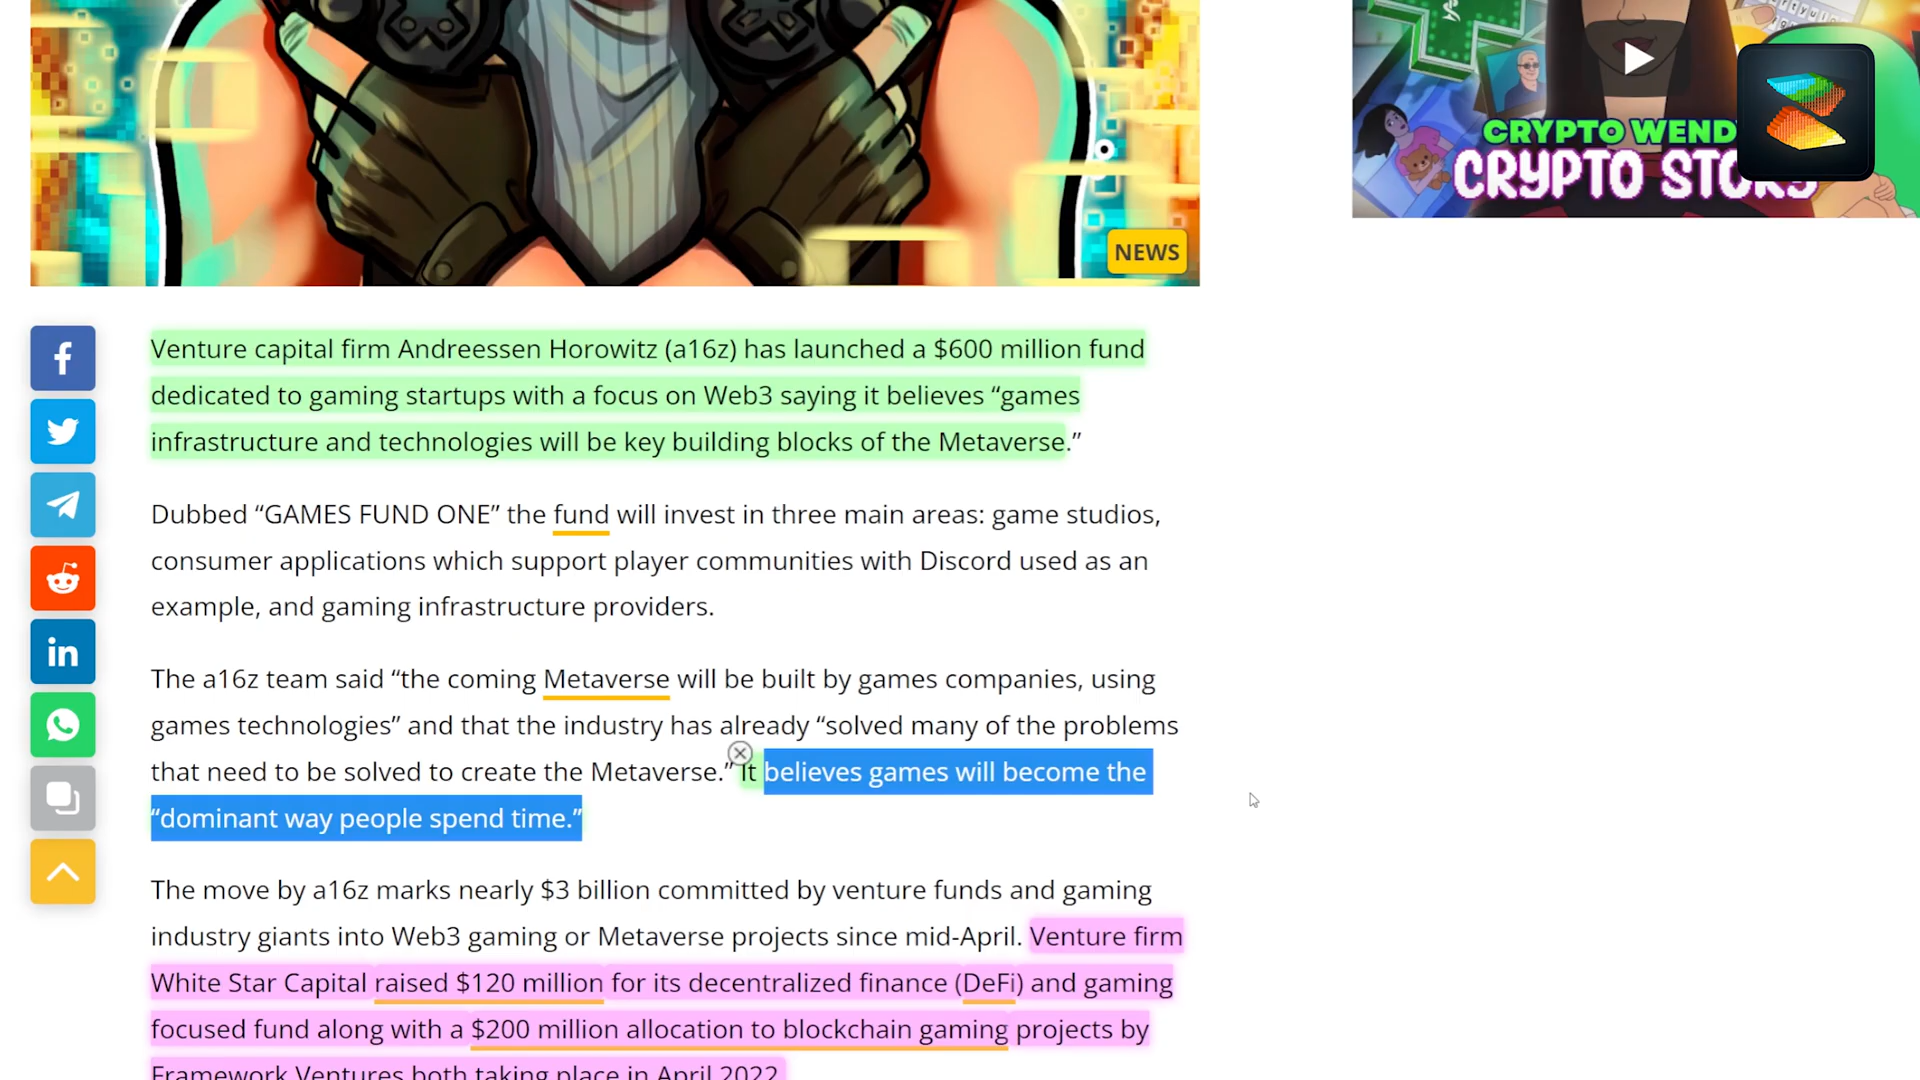 CRYPTO WEND
CRYPTO STORY
NEWS
Venture capital firm Andreessen Horowitz (a16z) has launched a $600 million fund
dedicated to gaming startups with a focus on Web3 saying it believes “games
infrastructure and technologies will be key building blocks of the Metaverse.”
Dubbed “GAMES FUND ONE” the fund will invest in three main areas: game studios,
consumer applications which support player communities with Discord used as an
example, and gaming infrastructure providers.
The a16z team said “the coming Metaverse will be built by games companies, using
games technologies” and that the industry has already “solved many of the problems
that need to be solved to create the Metaverse.” It believes games will become the
“dominant way people spend time.”
The move by a16z marks nearly $3 billion committed by venture funds and gaming
industry giants into Web3 gaming or Metaverse projects since mid-April. Venture firm
White Star Capital raised $120 million for its decentralized finance (DeFi) and gaming
focused fund along with a $200 million allocation to blockchain gaming projects by
Framework Ventures both taking place in April 2022.